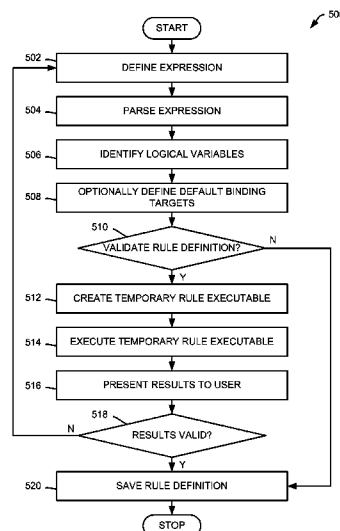 50
START
502
DEFINE EXPRESSION
504
PARSE EXPRESSION
506
IDENTIFY LOGICAL VARIABLES
508
OPTIONALLY DEFINE DEFAULT BINDING
TARGETS
510
VALIDATE RULE DEFINITION?
N
Y
512
CREATE TEMPORARY RULE EXECUTABLE
514
EXECUTE TEMPORARY RULE EXECUTABLE
516
PRESENT RESULTS TO USER
518
N
RESULTS VALID?
Y
520
SAVE RULE DEFINITION
STOP